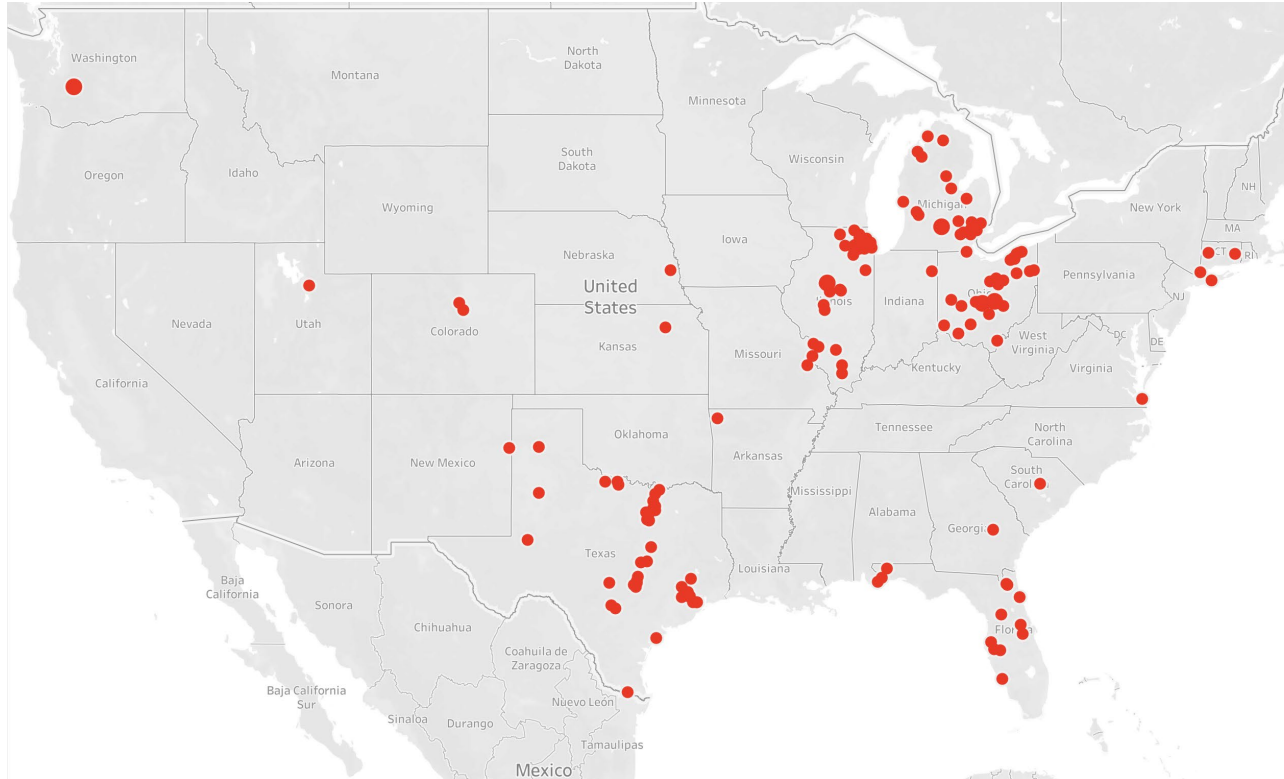 Washington
North
Dakota
Montana
Minnesota
South
Dakota
Wisconsin
Oregon
Idaho
NH
Wyoming
Michigan
New York
MA
Iowa
Nebraska
CT
RI
United
States
Pennsylvania
Nevada
Utah
Colorado
Illinois
Indiana
Ohio
NJ
Kansas
Missouri
West
Virginia
DC
DE
California
Kentucky
Virginia
Oklahoma
Tennessee
North
Carolina
Arizona
New Mexico
Arkansas
South
Carolina
Mississippi
Alabama
Georgia
Texas
Louisiana
Baja
California
Sonora
Chihuahua
Florida
Coahuila de
Zaragoza
Baja California
Sur
Nuevo León
Sinaloa
Durango
Tamaulipas
Mexico